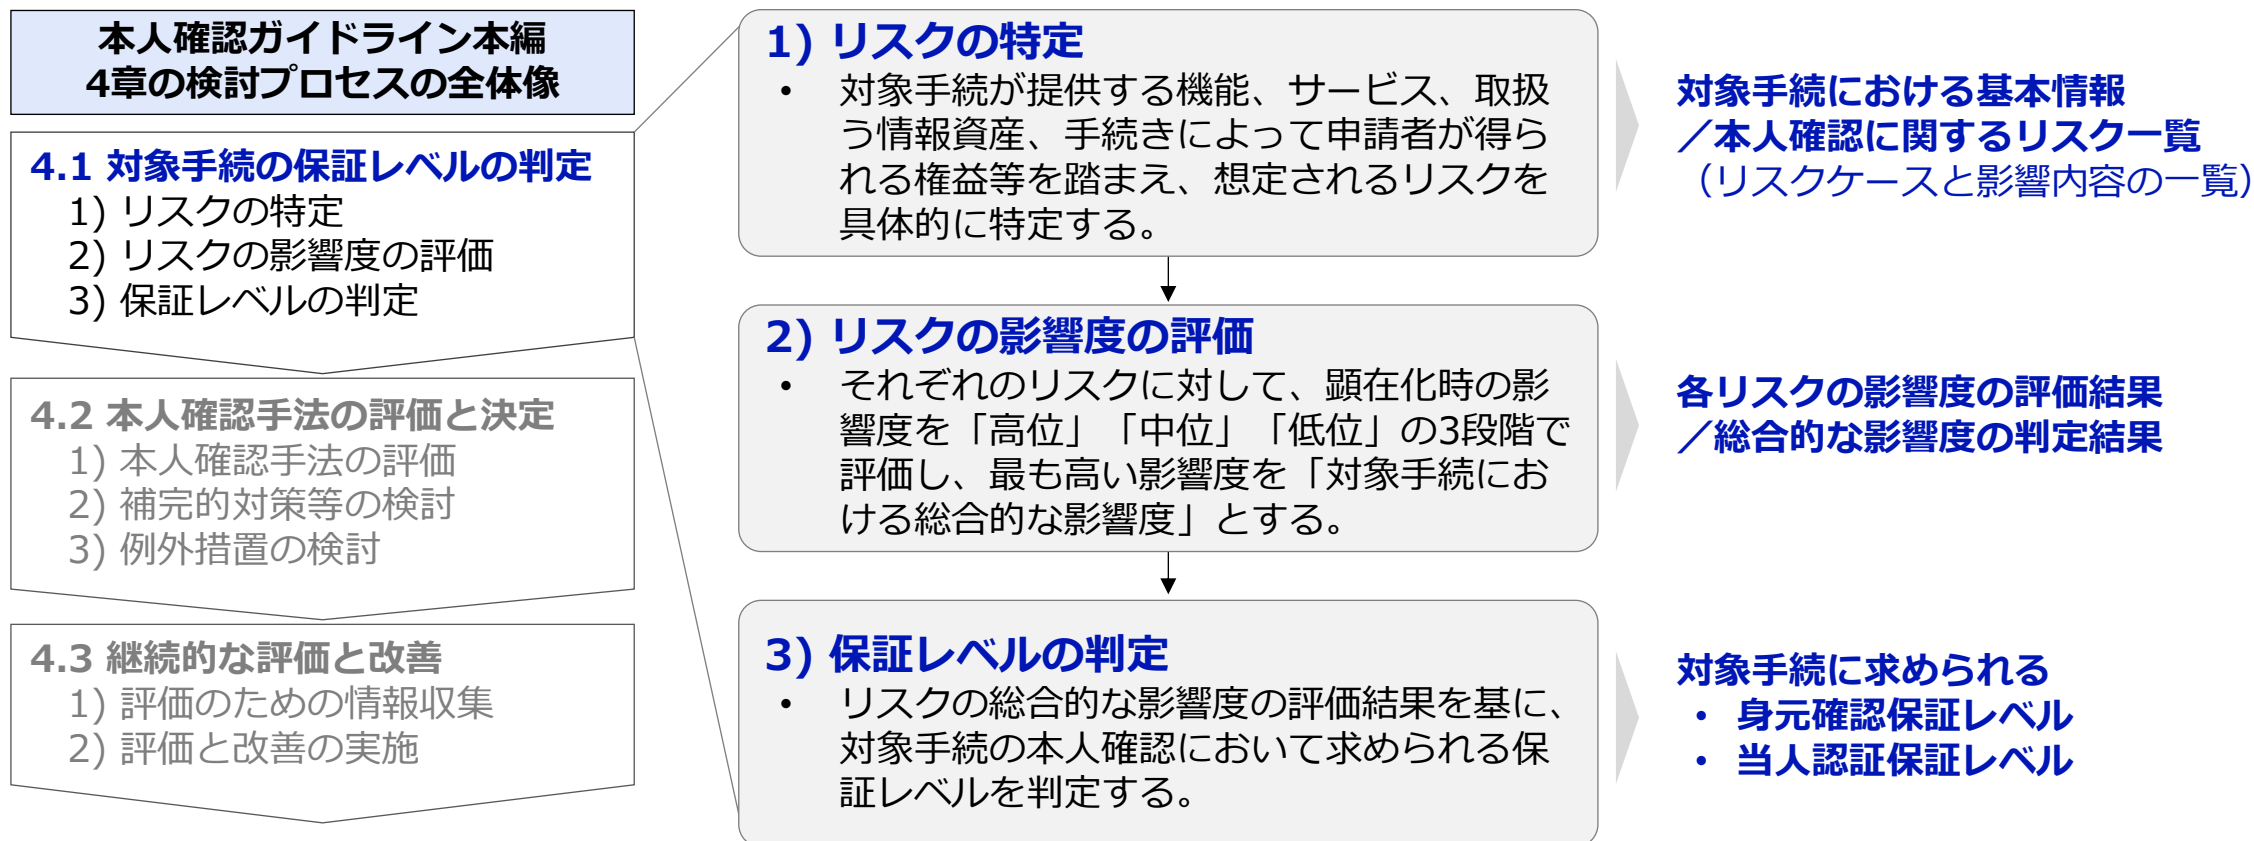 本人確認ガイドライン本編
4章の検討プロセスの全体像
4.1 対象手続の保証レベルの判定
1) リスクの特定
2) リスクの影響度の評価
3) 保証レベルの判定
4.2 本人確認手法の評価と決定
1) 本人確認手法の評価
2) 補完的対策等の検討
3) 例外措置の検討
4.3 継続的な評価と改善
1) 評価のための情報収集
2) 評価と改善の実施
1) リスクの特定
• 対象手続が提供する機能、サービス、取扱
う情報資産、手続きによって申請者が得ら
れる権益等を踏まえ、想定されるリスクを
具体的に特定する。
対象手続における基本情報
／本人確認に関するリスク一覧
（リスクケースと影響内容の一覧）
2) リスクの影響度の評価
• それぞれのリスクに対して、顕在化時の影
響度を「高位」「中位」「低位」の3段階で
評価し、最も高い影響度を「対象手続にお
ける総合的な影響度」とする。
各リスクの影響度の評価結果
／総合的な影響度の判定結果
3) 保証レベルの判定
• リスクの総合的な影響度の評価結果を基に、
対象手続の本人確認において求められる保
証レベルを判定する。
対象手続に求められる
• 身元確認保証レベル
• 当人認証保証レベル